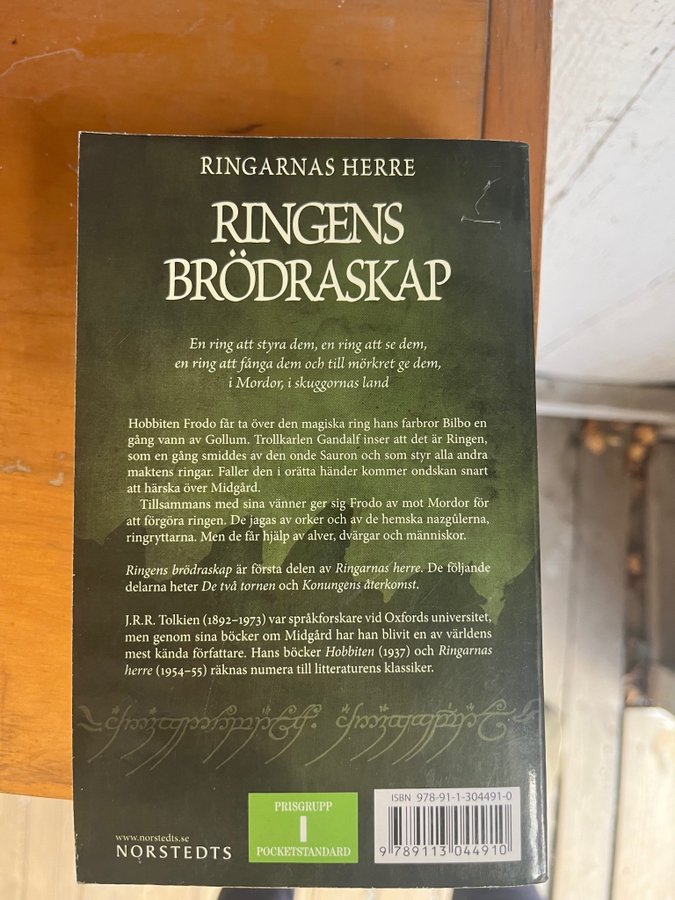 RINGARNAS HERRE
RINGENS
BRÖDRASKAP
En ring att styra dem, en ring att se dem,
en ring att fånga dem och till mörkret ge dem,
i Mordor, i skuggornas land
Hobbiten Frodo får ta över den magiska ring hans farbror Bilbo en
gång vann av Gollum. Trollkarlen Gandalf inser att det är Ringen,
som en gång smiddes av den onde Sauron och som styr alla andra
maktens ringar. Faller den i orätta händer kommer ondskan snart
att härska över Midgård.
Tillsammans med sina vänner ger sig Frodo av mot Mordor för
att förgöra ringen. De jagas av orker och av de hemska nazgûlerna,
ringryttarna. Men de får hjälp av alver, dvärgar och människor.
Ringens brödraskap är första delen av Ringarnas herre. De följande
delarna heter De två tornen och Konungens återkomst.
J.R.R. Tolkien (1892–1973) var språkforskare vid Oxfords universitet,
men genom sina böcker om Midgård har han blivit en av världens
mest kända författare. Hans böcker Hobbiten (1937) och Ringarnas
herre (1954–55) räknas numera till litteraturens klassiker.
www.norstedts.se
NORSTEDTS
PRISGRUPP
I
POCKETSTANDARD
ISBN 978-91-1-304491-0
9 789113 044910